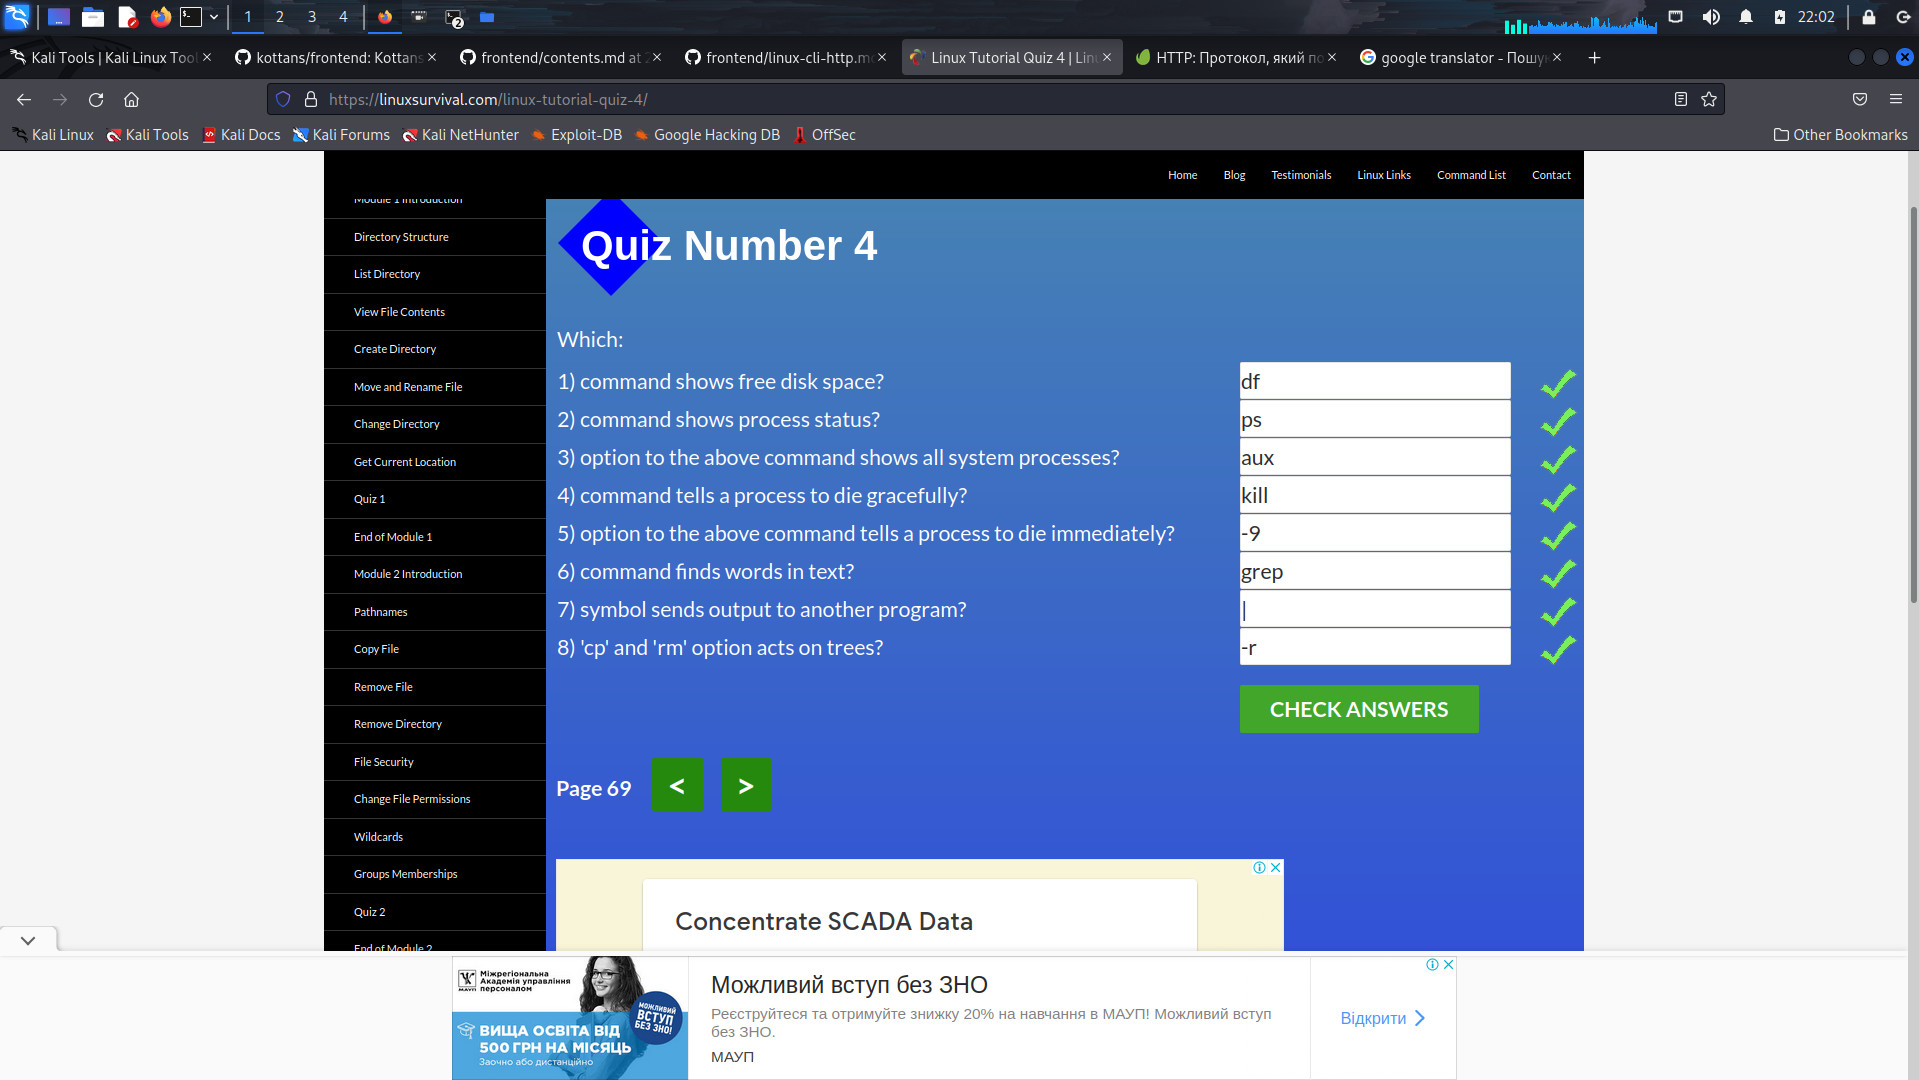 1
2
3
4
2
22:02
Kali Tools | Kali Linux Tool
kottans/frontend: Kottans
frontend/contents.md at 2
frontend/linux-cli-http.md
Linux Tutorial Quiz 4 | Linu
HTTP: Протокол, який по
google translator - Пошук
https://linuxsurvival.com/linux-tutorial-quiz-4/
Kali Linux
Kali Tools
Kali Docs
Kali Forums
Kali NetHunter
Exploit-DB
Google Hacking DB
OffSec
Other Bookmarks
Home
Blog
Testimonials
Linux Links
Command List
Contact
Module 1 Introduction
Directory Structure
List Directory
View File Contents
Create Directory
Move and Rename File
Change Directory
Get Current Location
Quiz 1
End of Module 1
Module 2 Introduction
Pathnames
Copy File
Remove File
Remove Directory
File Security
Change File Permissions
Wildcards
Groups Memberships
Quiz 2
End of Module 2
Quiz Number 4
Which:
1) command shows free disk space?
df
2) command shows process status?
ps
3) option to the above command shows all system processes?
aux
4) command tells a process to die gracefully?
kill
5) option to the above command tells a process to die immediately?
-9
6) command finds words in text?
grep
7) symbol sends output to another program?
|
8) 'cp' and 'rm' option acts on trees?
-r
CHECK ANSWERS
Page 69
<
>
Concentrate SCADA Data
МАУП
Міжрегіональна
Академія управління
персоналом
МОЖЛИВИЙ
ВСТУП
БЕЗ ЗНО!
ВИЩА ОСВІТА ВІД
500 ГРН НА МІСЯЦЬ
Заочно або дистанційно
Можливий вступ без ЗНО
Реєструйтеся та отримуйте знижку 20% на навчання в МАУП! Можливий вступ
без ЗНО.
МАУП
Відкрити